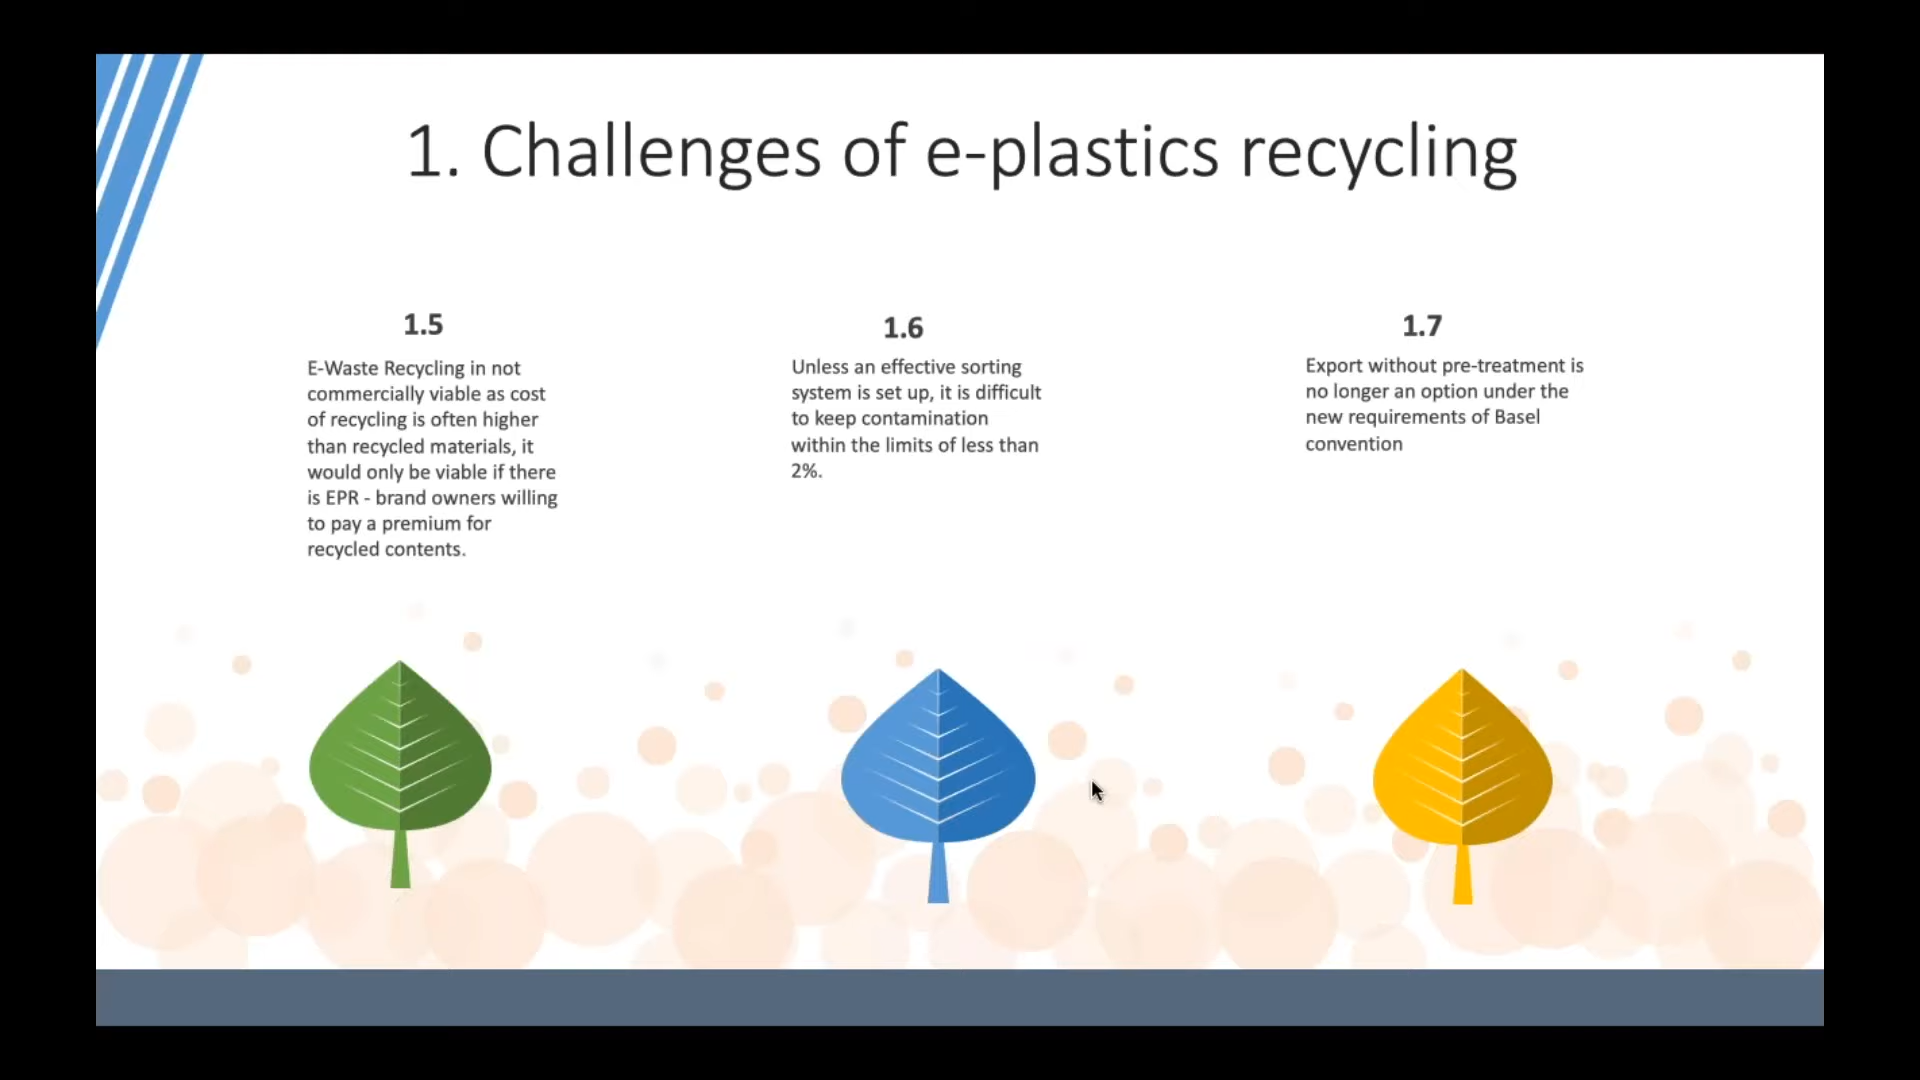 1. Challenges of e-plastics recycling
1.5
E-Waste Recycling in not
commercially viable as cost
of recycling is often higher
than recycled materials, it
would only be viable if there
is EPR - brand owners willing
to pay a premium for
recycled contents.
1.6
Unless an effective sorting
system is set up, it is difficult
to keep contamination
within the limits of less than
2%.
1.7
Export without pre-treatment is
no longer an option under the
new requirements of Basel
convention